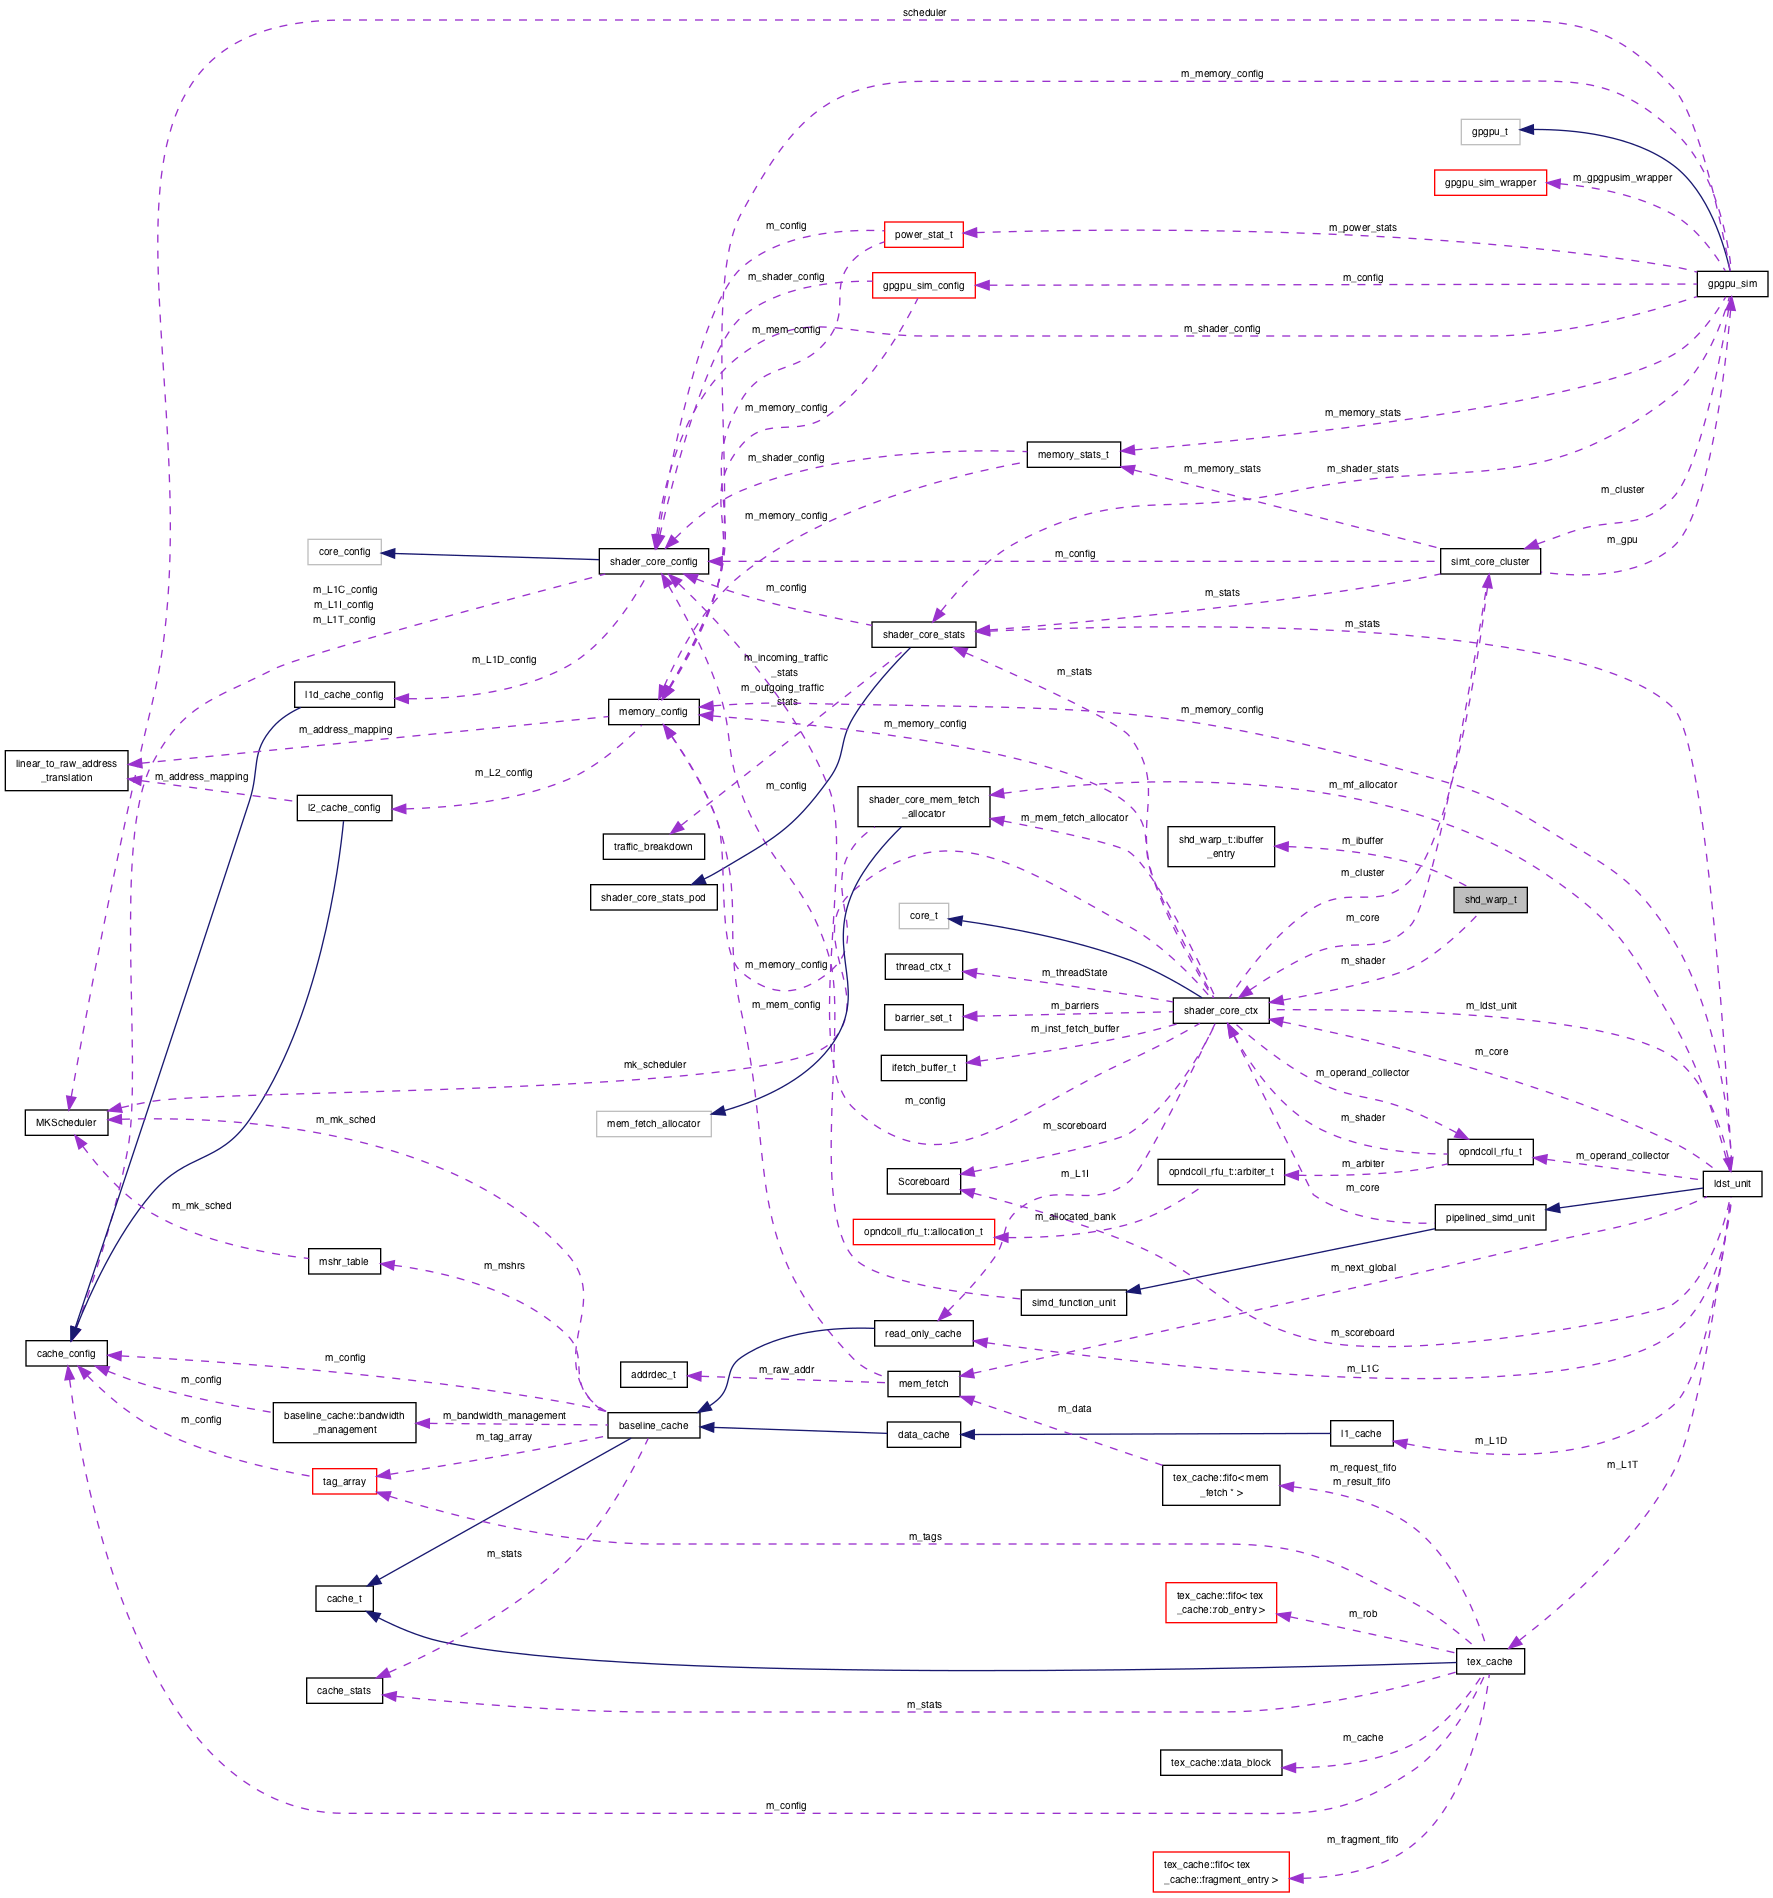 scheduler
m_memory_config
gpgpu_t
m_gpgpusim_wrapper
gpgpu_sim_wrapper
m_config
power_stat_t
m_power_stats
m_shader_config
gpgpu_sim_config
m_config
gpgpu_sim
m_mem_config
m_shader_config
m_memory_config
m_memory_stats
m_shader_config
memory_stats_t
m_memory_stats
m_shader_stats
m_cluster
m_memory_config
m_gpu
core_config
shader_core_config
m_config
simt_core_cluster
m_L1C_config
m_L1I_config
m_L1T_config
m_config
m_stats
m_stats
shader_core_stats
m_L1D_config
m_incoming_traffic
_stats
m_outgoing_traffic
_stats
m_stats
l1d_cache_config
memory_config
m_address_mapping
m_memory_config
m_memory_config
linear_to_raw_address
_translation
m_address_mapping
m_L2_config
m_config
m_mf_allocator
l2_cache_config
shader_core_mem_fetch
_allocator
m_mem_fetch_allocator
traffic_breakdown
shd_warp_t::ibuffer
_entry
m_ibuffer
m_cluster
shader_core_stats_pod
shd_warp_t
core_t
m_core
m_memory_config
thread_ctx_t
m_threadState
m_shader
m_mem_config
barrier_set_t
m_barriers
shader_core_ctx
m_ldst_unit
m_inst_fetch_buffer
mk_scheduler
ifetch_buffer_t
m_core
m_operand_collector
MKScheduler
m_mk_sched
mem_fetch_allocator
m_config
m_scoreboard
m_shader
opndcoll_rfu_t
m_operand_collector
Scoreboard
m_L1I
opndcoll_rfu_t::arbiter_t
m_arbiter
ldst_unit
m_core
m_mk_sched
opndcoll_rfu_t::allocation_t
m_allocated_bank
pipelined_simd_unit
mshr_table
m_mshrs
m_next_global
simd_function_unit
read_only_cache
m_scoreboard
cache_config
m_config
m_raw_addr
m_L1C
addrdec_t
mem_fetch
m_config
m_data
baseline_cache::bandwidth
_management
m_bandwidth_management
baseline_cache
m_config
m_tag_array
data_cache
l1_cache
m_L1D
tag_array
tex_cache::fifo< mem
_fetch * >
m_request_fifo
m_result_fifo
m_L1T
m_tags
m_stats
cache_t
tex_cache::fifo< tex
_cache::rob_entry >
m_rob
tex_cache
cache_stats
m_stats
m_cache
tex_cache::data_block
m_config
m_fragment_fifo
tex_cache::fifo< tex
_cache::fragment_entry >